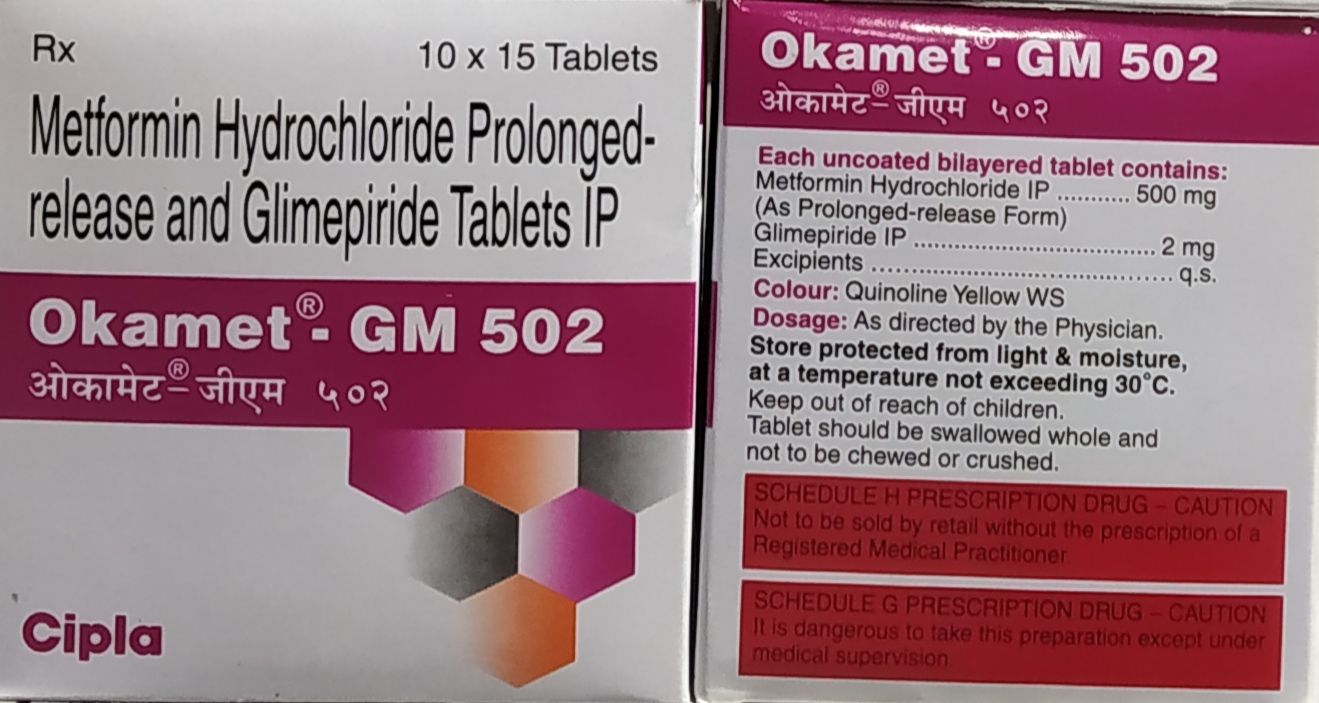 Rx
10 x 15 Tablets
Metformin Hydrochloride Prolonged-
release and Glimepiride Tablets IP
Okamet®- GM 502
ओकामेट®-जीएम ५०२
Cipla
Okamet®- GM 502
ओकामेट®-जीएम ५०२
Each uncoated bilayered tablet contains:
Metformin Hydrochloride IP ........... 500 mg
(As Prolonged-release Form)
Glimepiride IP .................................... 2 mg
Excipients ............................................. q.s.
Colour: Quinoline Yellow WS
Dosage: As directed by the Physician.
Store protected from light & moisture,
at a temperature not exceeding 30°C.
Keep out of reach of children.
Tablet should be swallowed whole and
not to be chewed or crushed.
SCHEDULE H PRESCRIPTION DRUG – CAUTION
Not to be sold by retail without the prescription of a
Registered Medical Practitioner.
SCHEDULE G PRESCRIPTION DRUG – CAUTION
It is dangerous to take this preparation except under
medical supervision.